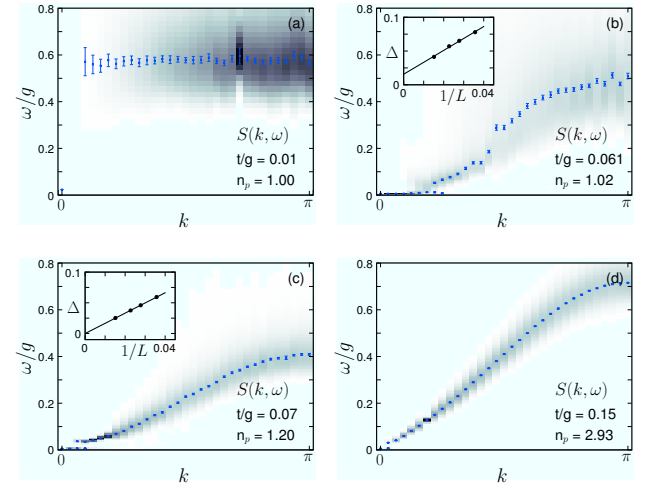 (a)
0.8
0.6
0.4
0.2
0
ω/g
S(k, ω)
t/g = 0.01
n_p = 1.00
0
π
k
(b)
0.8
0.6
0.4
0.2
0
ω/g
0.1
Δ
0
0
1/L
0.04
S(k, ω)
t/g = 0.061
n_p = 1.02
0
π
k
(c)
0.8
0.6
0.4
0.2
0
ω/g
0.1
Δ
0
0
1/L
0.04
S(k, ω)
t/g = 0.07
n_p = 1.20
0
π
k
(d)
0.8
0.6
0.4
0.2
0
ω/g
S(k, ω)
t/g = 0.15
n_p = 2.93
0
π
k